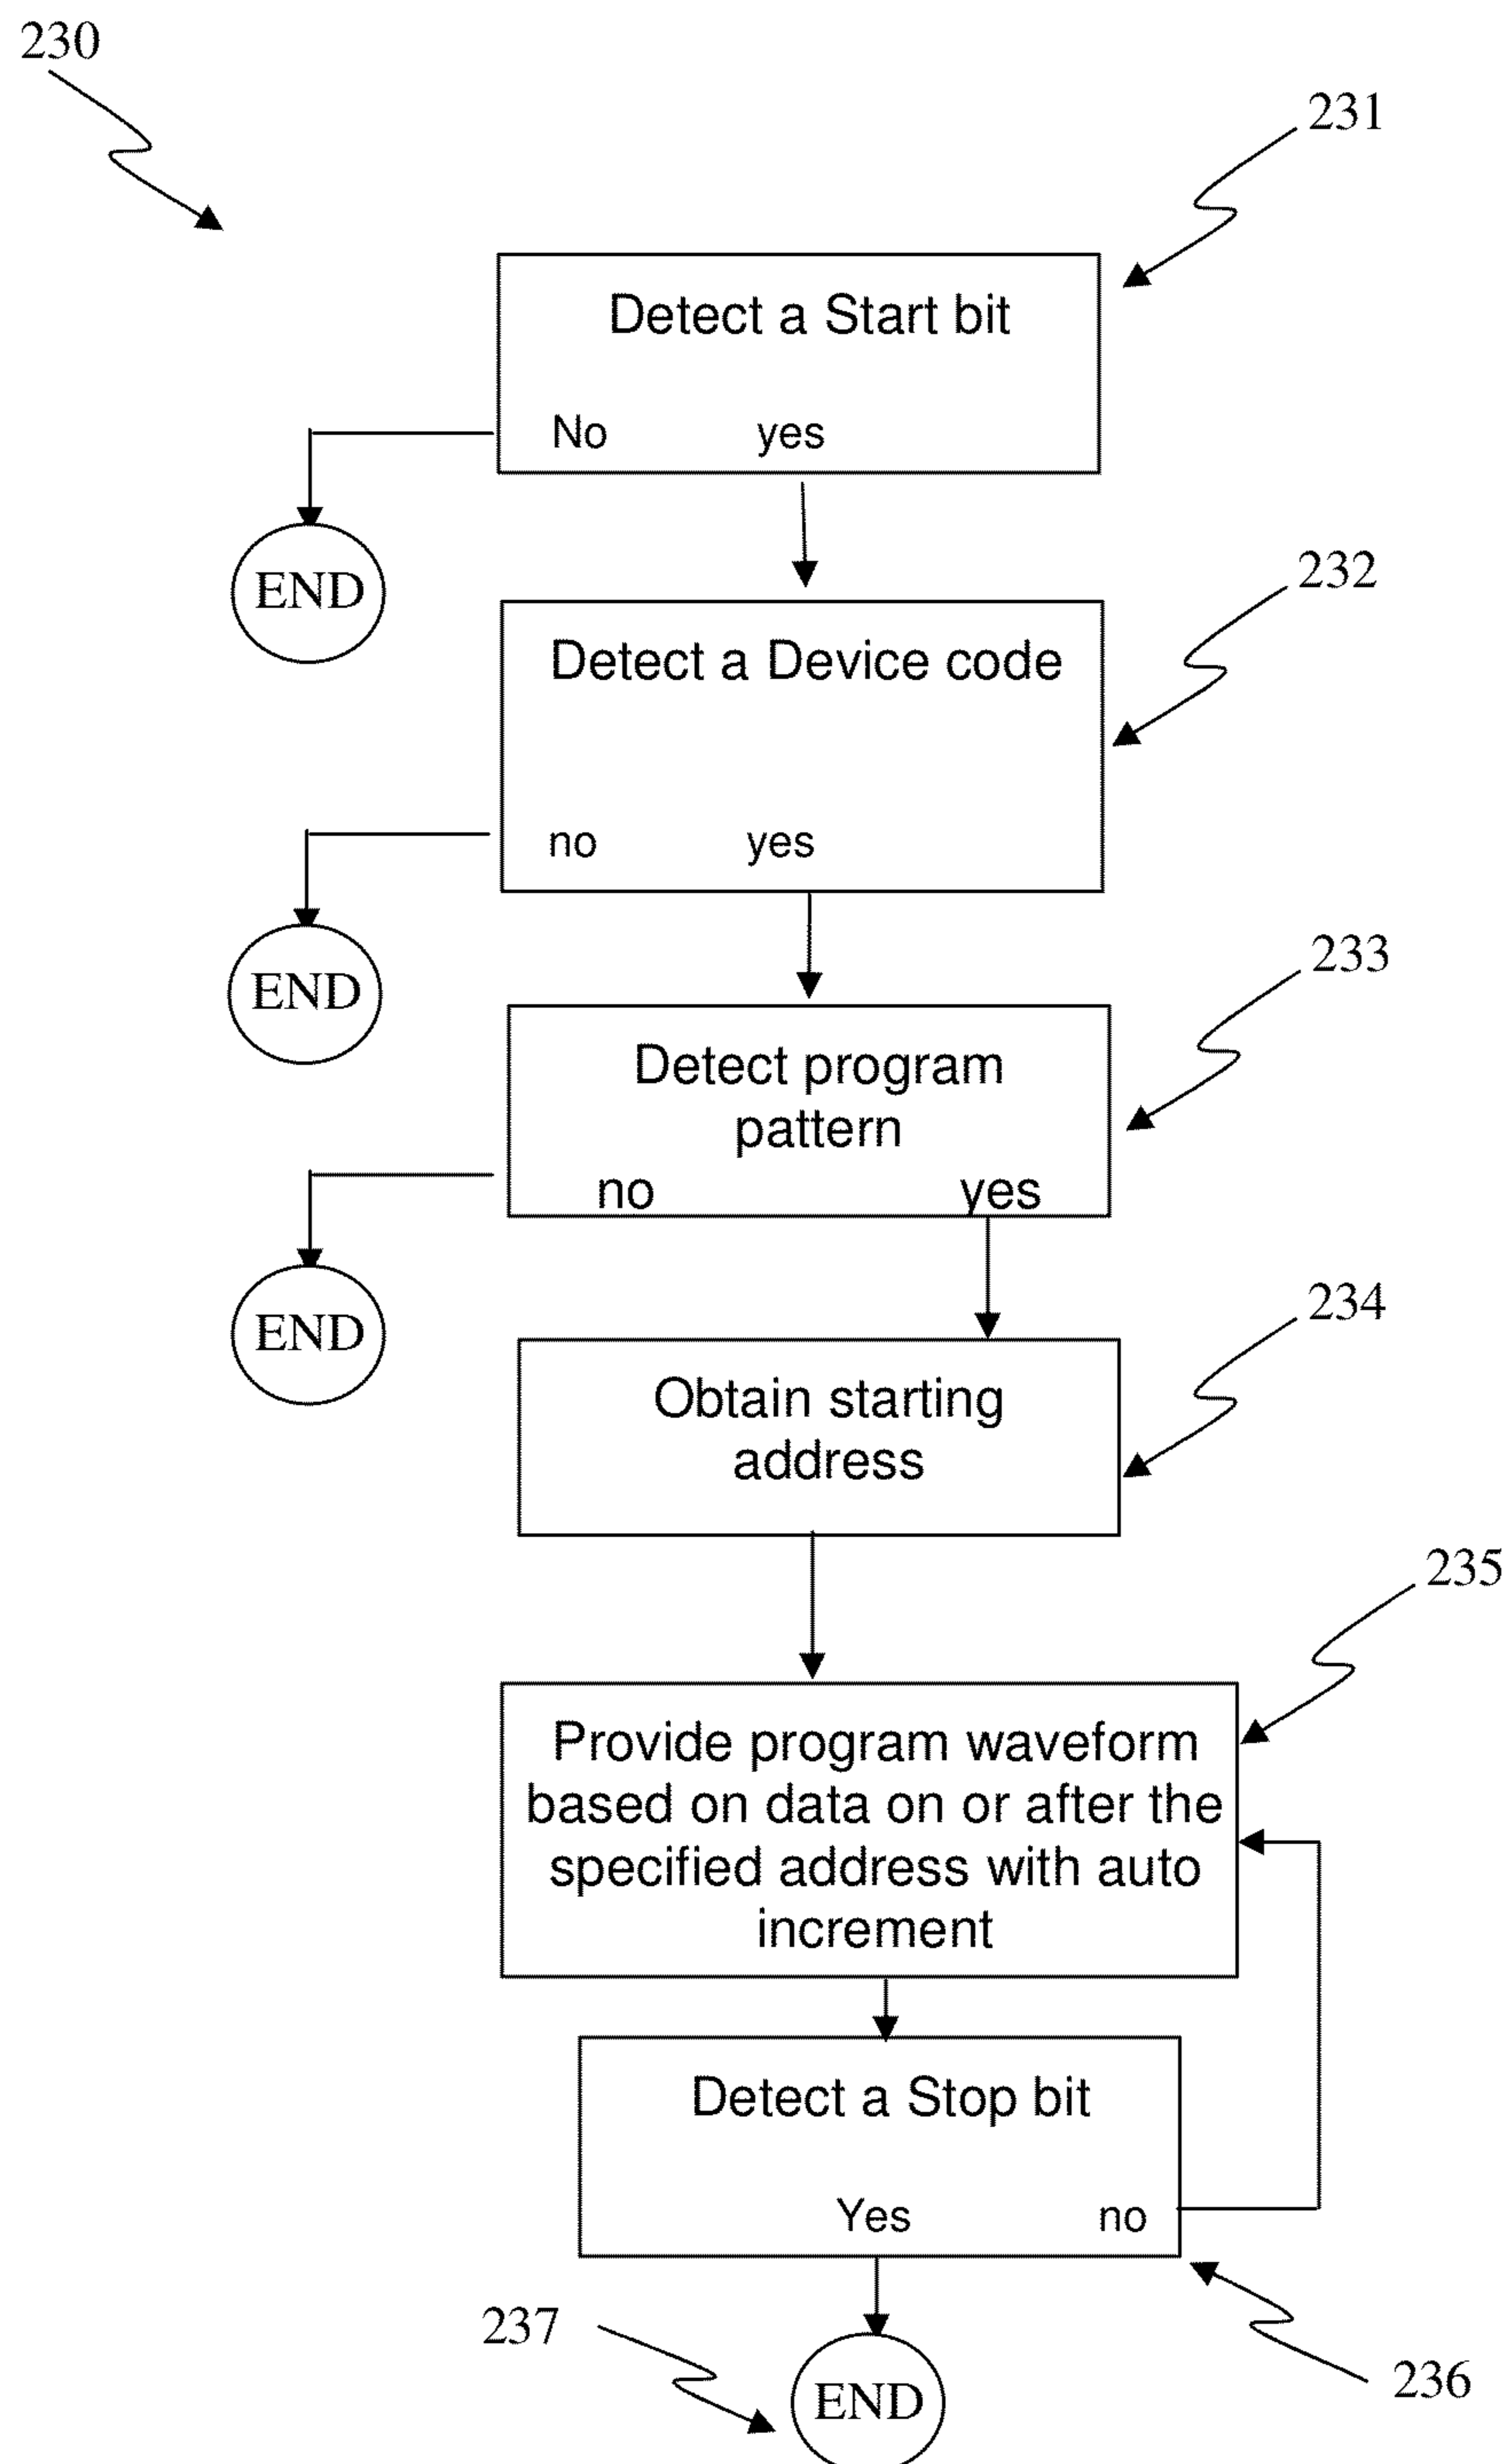 230
231
Detect a Start bit
No yes
END
232
Detect a Device code
no yes
END
233
Detect program
pattern
no yes
END
234
Obtain starting
address
235
Provide program waveform
based on data on or after the
specified address with auto
increment
Detect a Stop bit
Yes no
237
236
END